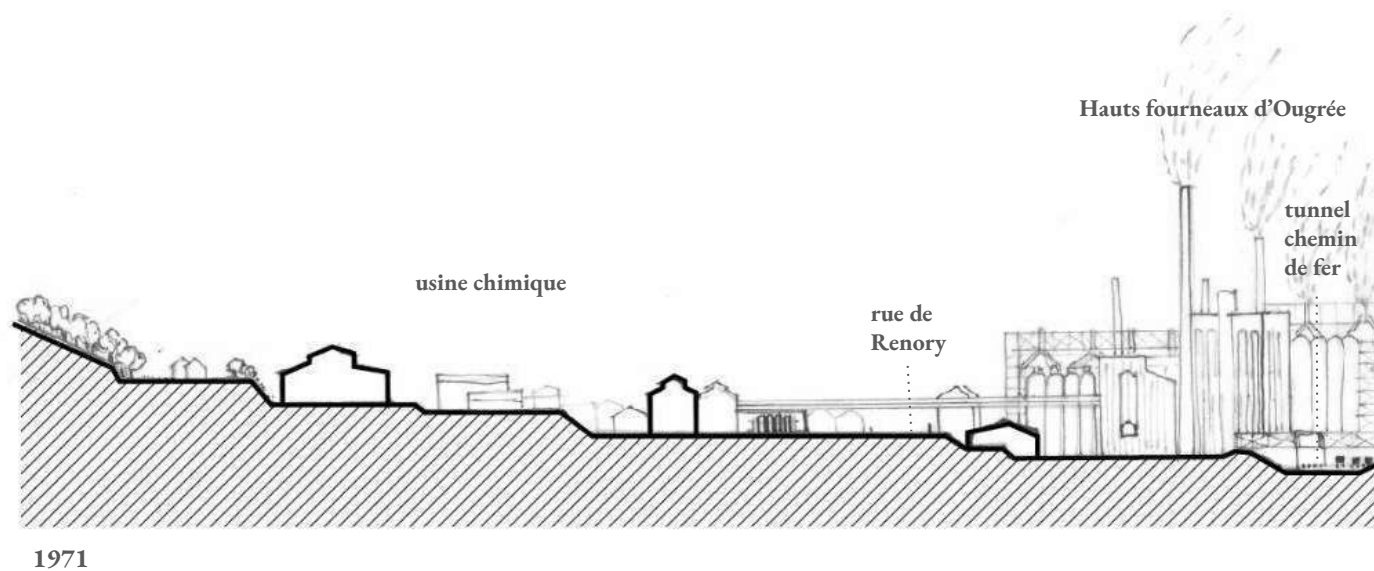 Hauts fourneaux d’Ougrée
tunnel
chemin
de fer
usine chimique
rue de
Renory
1971